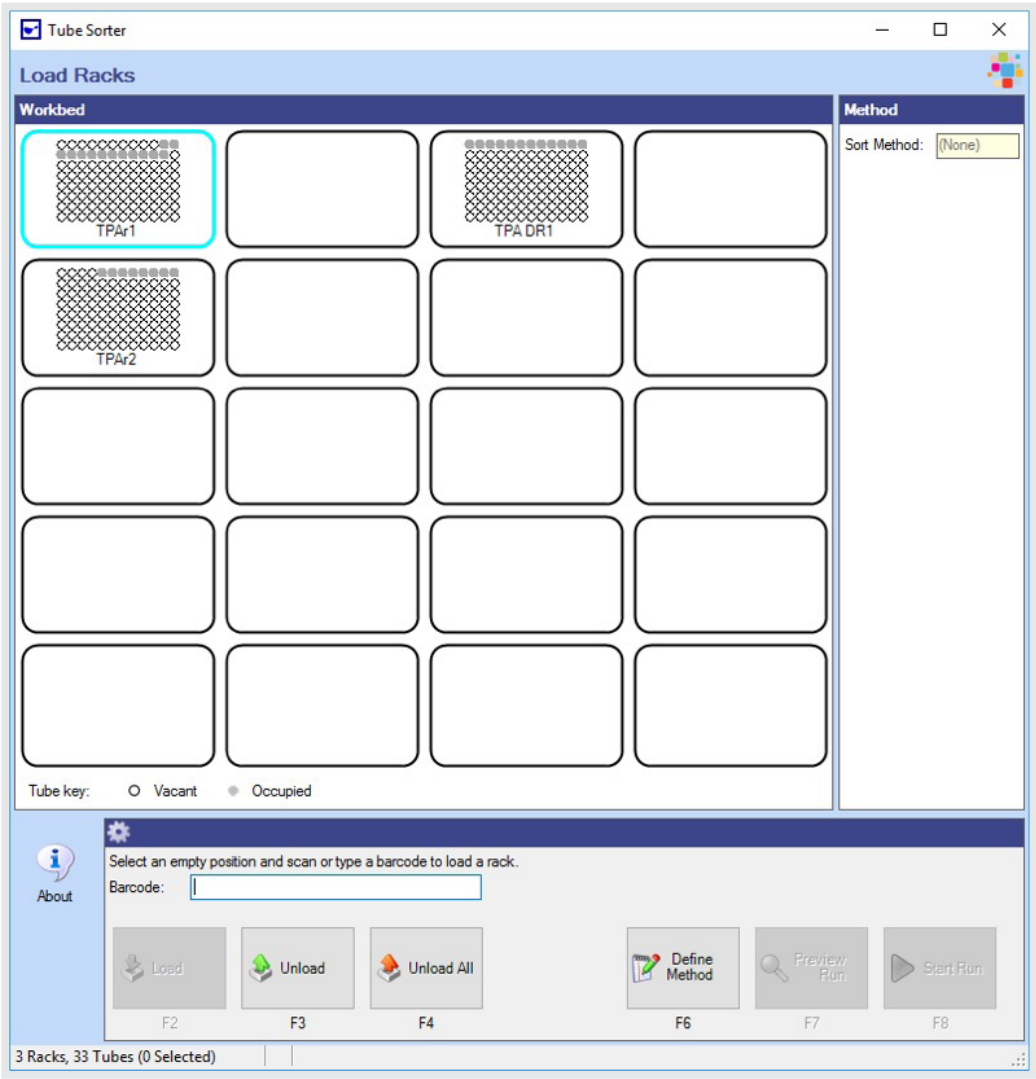 Tube Sorter
Load Racks
Workbed
Method
TPAr1
TPA DR1
Sort Method: (None)
TPAr2
Tube key: Vacant Occupied
Select an empty position and scan or type a barcode to load a rack.
About
Barcode:
Load
Unload
Unload All
Define
Method
Preview
Run
Start Run
F2
F3
F4
F6
F7
F8
3 Racks, 33 Tubes (0 Selected)